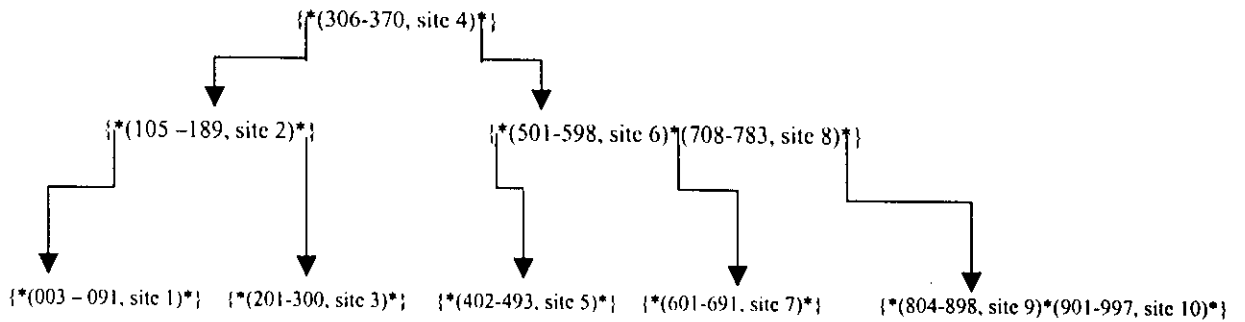 {*(306-370, site 4)*}
{*(105 –189, site 2)*} {*(501-598, site 6)*(708-783, site 8)*}
{*(003 – 091, site 1)*} {*(201-300, site 3)*} {*(402-493, site 5)*} {*(601-691, site 7)*} {*(804-898, site 9)*(901-997, site 10)*}